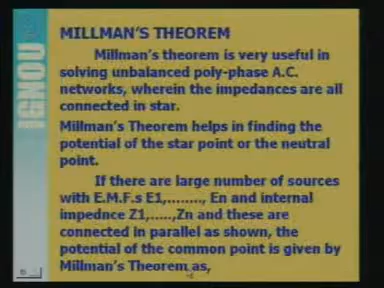 ignou
MILLMAN'S THEOREM
Millman's theorem is very useful in
solving unbalanced poly-phase A.C.
networks, wherein the impedances are all
connected in star.
Millman's Theorem helps in finding the
potential of the star point or the neutral
point.
If there are large number of sources
with E.M.F.s E1,........, En and internal
impednce Z1,.....,Zn and these are
connected in parallel as shown, the
potential of the common point is given by
Millman's Theorem as,